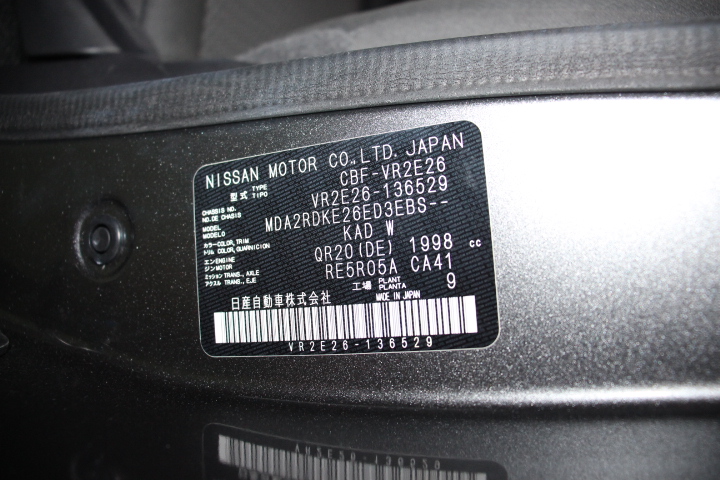 NISSAN MOTOR CO.,LTD. JAPAN
型式 TYPE TIPO CBF-VR2E26
CHASSIS NO. NO.DE CHASIS VR2E26-136529
MODEL MODELO MDA2RDKE26ED3EBS--
カラー COLOR,TRIM トリム COLOR,GUARNICION KAD W
エンジン ENGINE MOTOR QR20(DE) 1998 cc
ミッション TRANS., AXLE アクスル TRANS., EJE RE5R05A CA41
工場 PLANT PLANTA 9
日産自動車株式会社 MADE IN JAPAN
VR2E26-136529